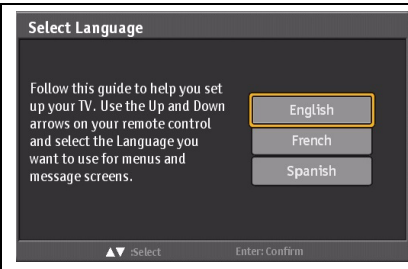 Select Language
Follow this guide to help you set
up your TV. Use the Up and Down
arrows on your remote control
and select the Language you
want to use for menus and
message screens.
English
French
Spanish
▲▼ :Select Enter: Confirm